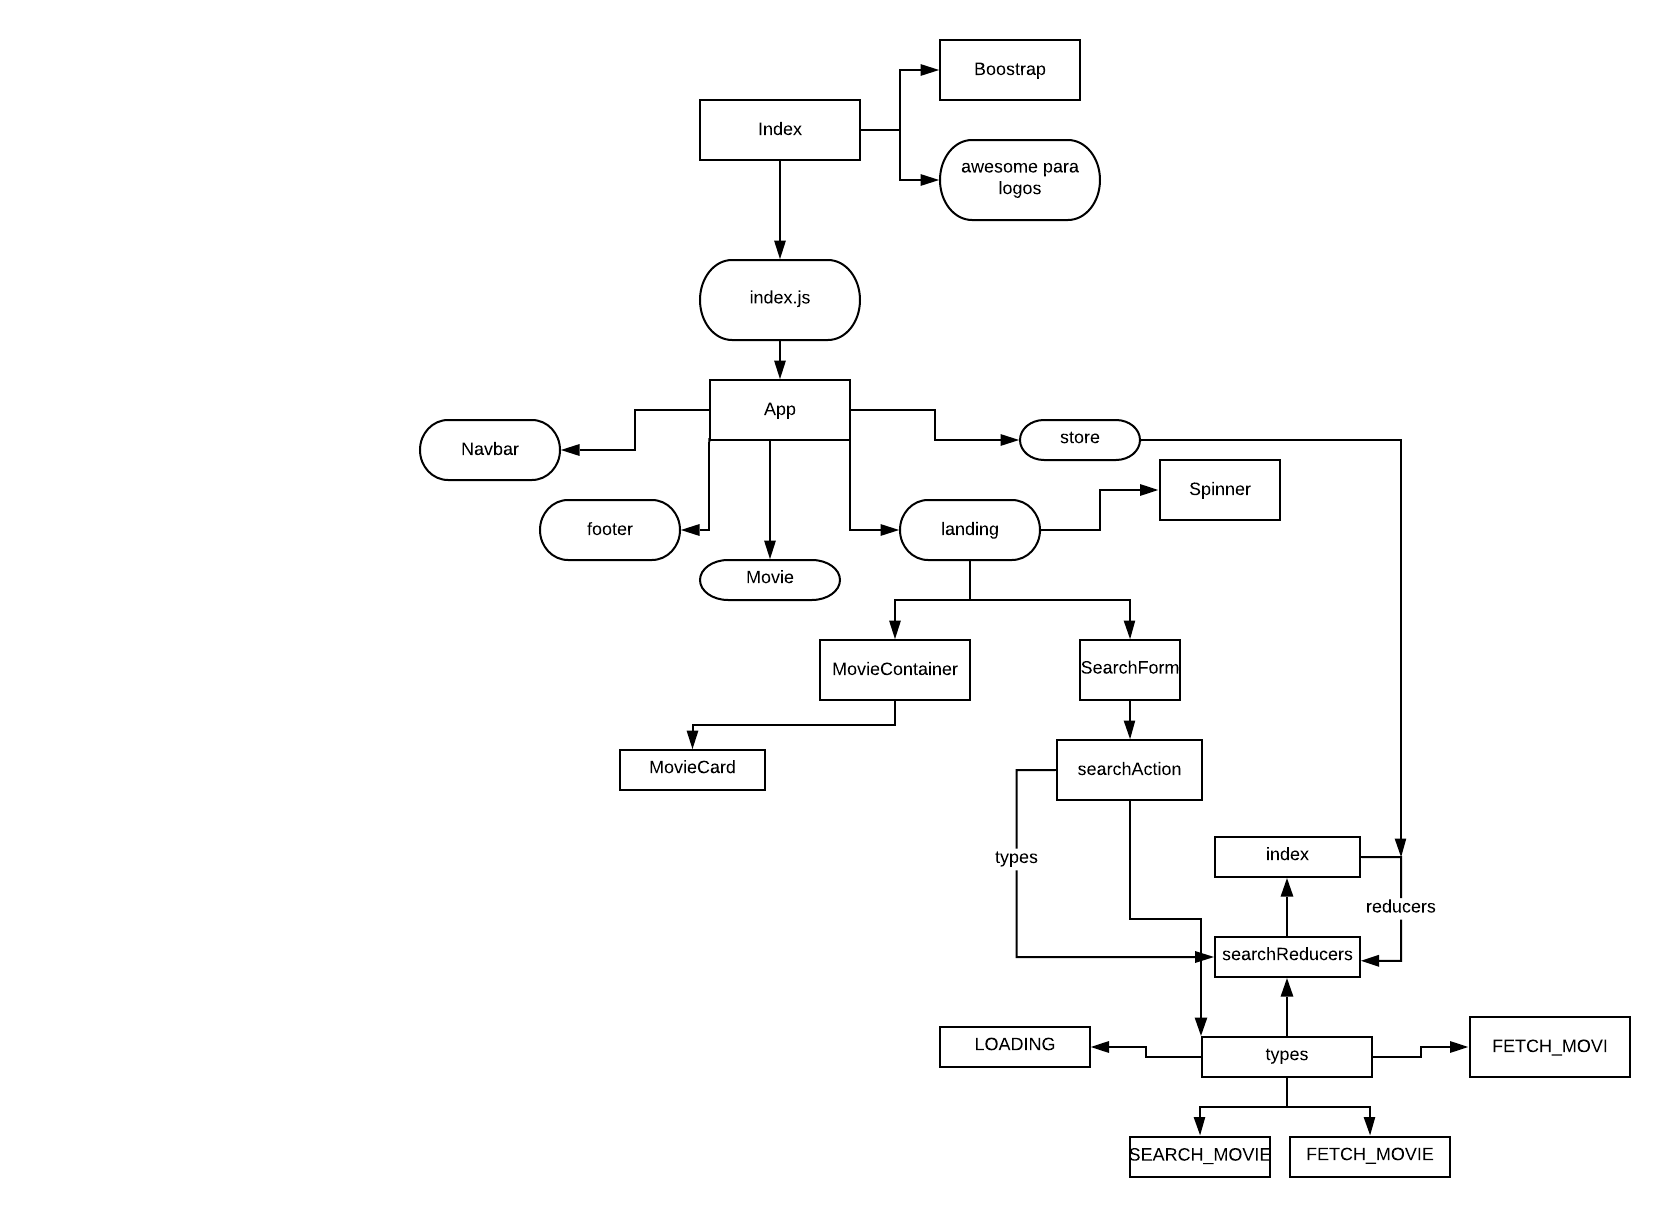 Boostrap
Index
awesome para
logos
index.js
App
Navbar
store
Spinner
footer
landing
Movie
MovieContainer
SearchForm
MovieCard
searchAction
types
index
reducers
searchReducers
LOADING
types
FETCH_MOVI
SEARCH_MOVIE
FETCH_MOVIE